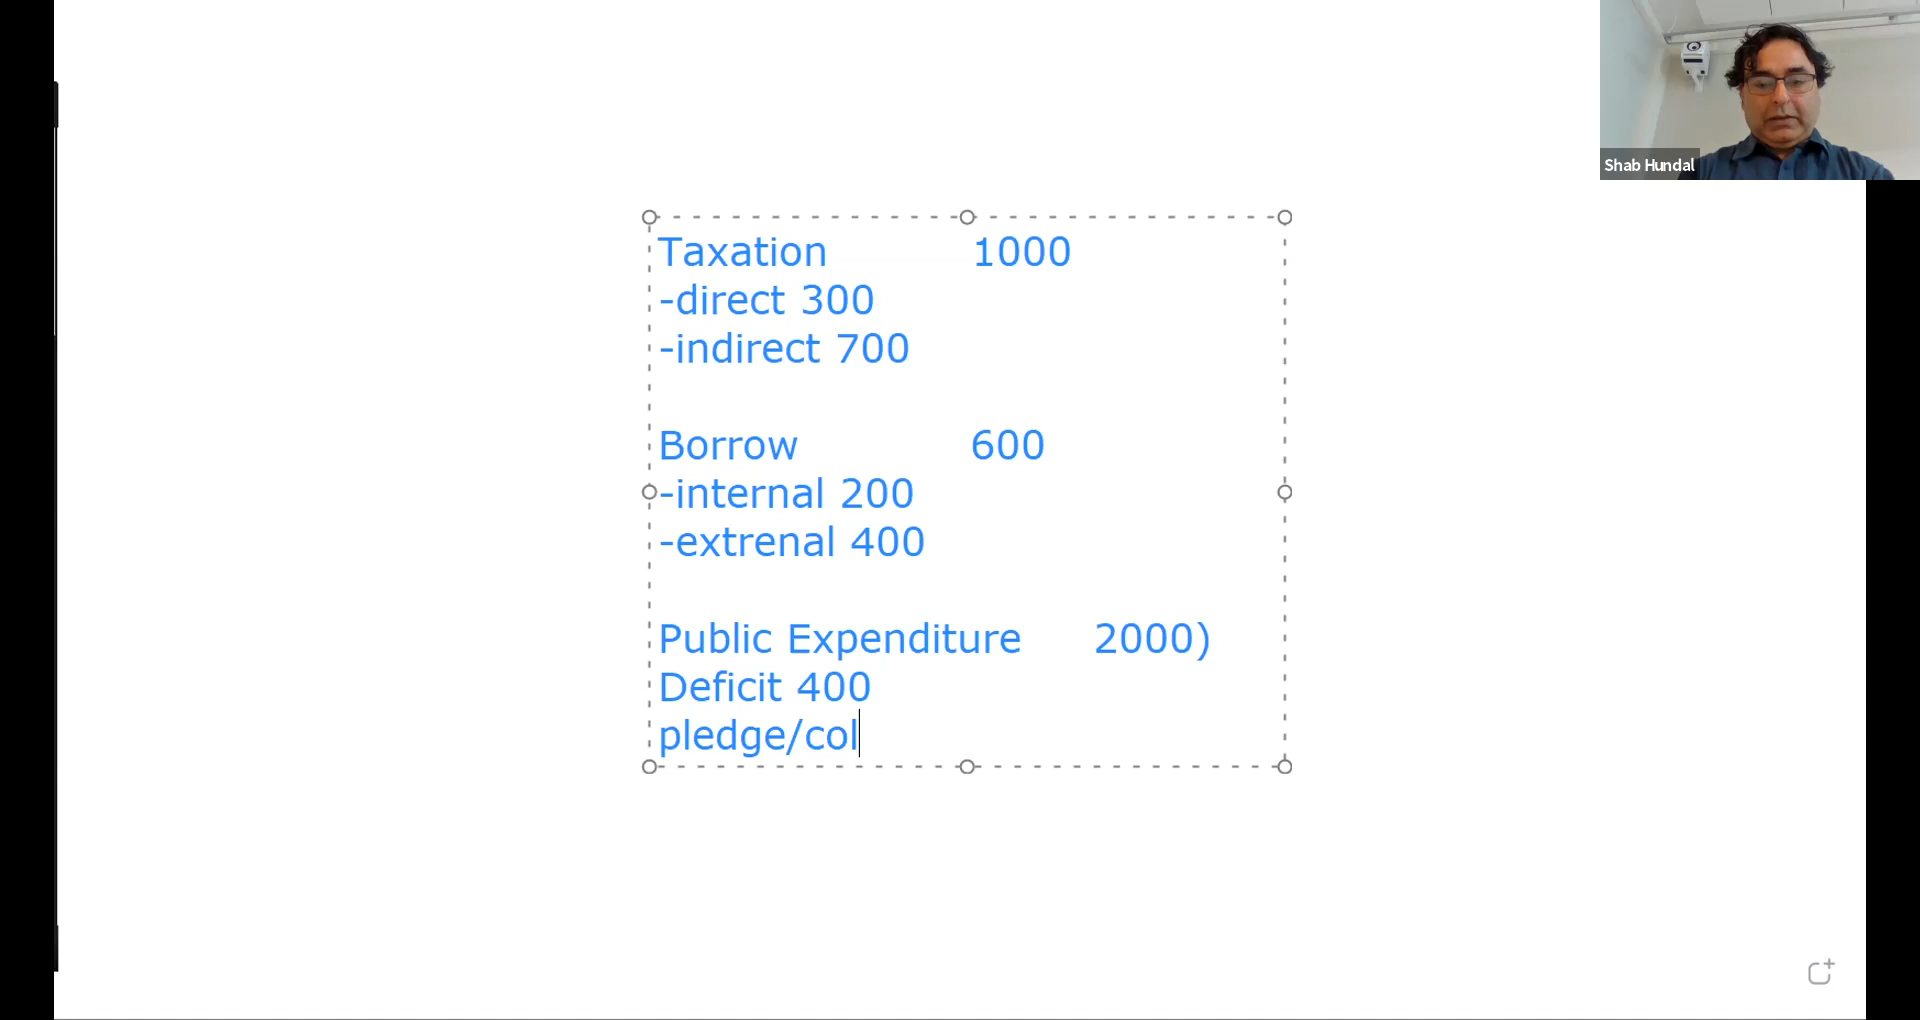 Shab Hundal
Taxation 1000
-direct 300
-indirect 700
Borrow 600
-internal 200
-extrenal 400
Public Expenditure 2000)
Deficit 400
pledge/col